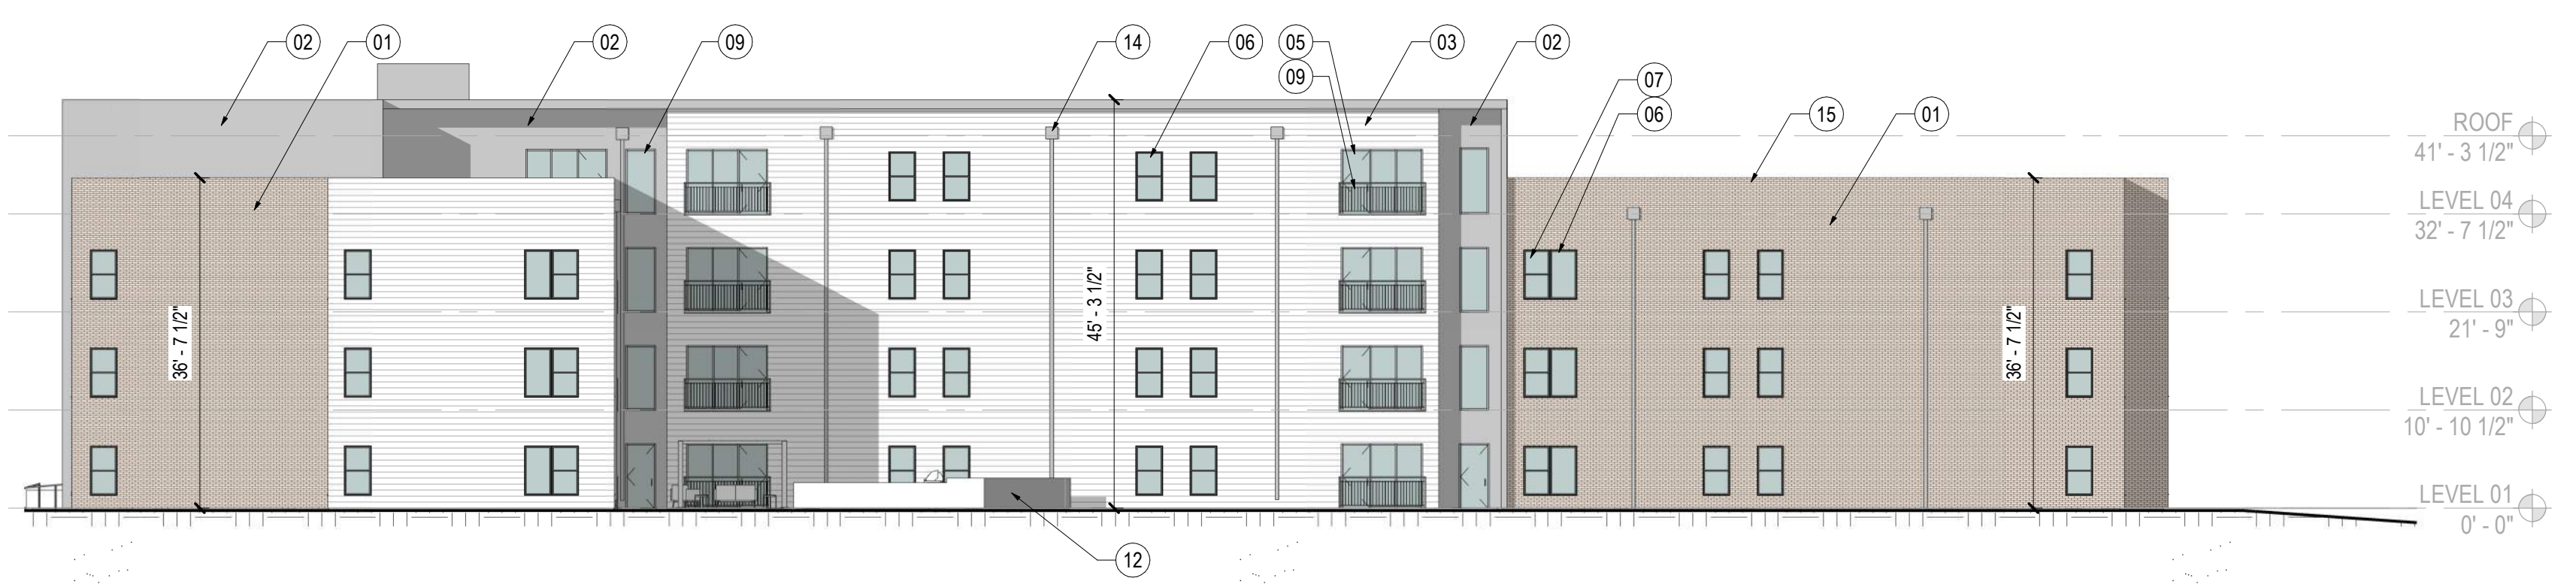 02
01
02
09
14
06
05
09
03
02
07
06
15
01
ROOF
41' - 3 1/2"
LEVEL 04
32' - 7 1/2"
LEVEL 03
21' - 9"
LEVEL 02
10' - 10 1/2"
LEVEL 01
0' - 0"
36' - 7 1/2"
45' - 3 1/2"
36' - 7 1/2"
12